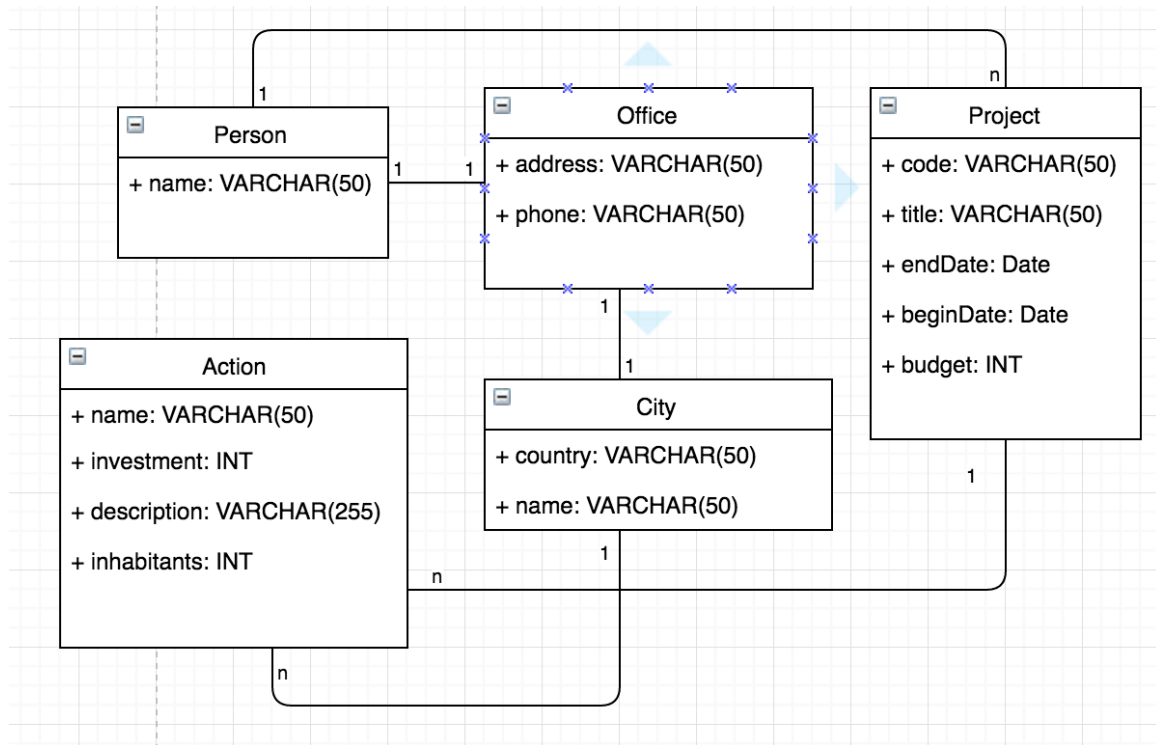 1
n
Person
+ name: VARCHAR(50)
1
1
Office
+ address: VARCHAR(50)
+ phone: VARCHAR(50)
Project
+ code: VARCHAR(50)
+ title: VARCHAR(50)
+ endDate: Date
+ beginDate: Date
+ budget: INT
1
1
Action
+ name: VARCHAR(50)
+ investment: INT
+ description: VARCHAR(255)
+ inhabitants: INT
City
+ country: VARCHAR(50)
+ name: VARCHAR(50)
1
1
n
n